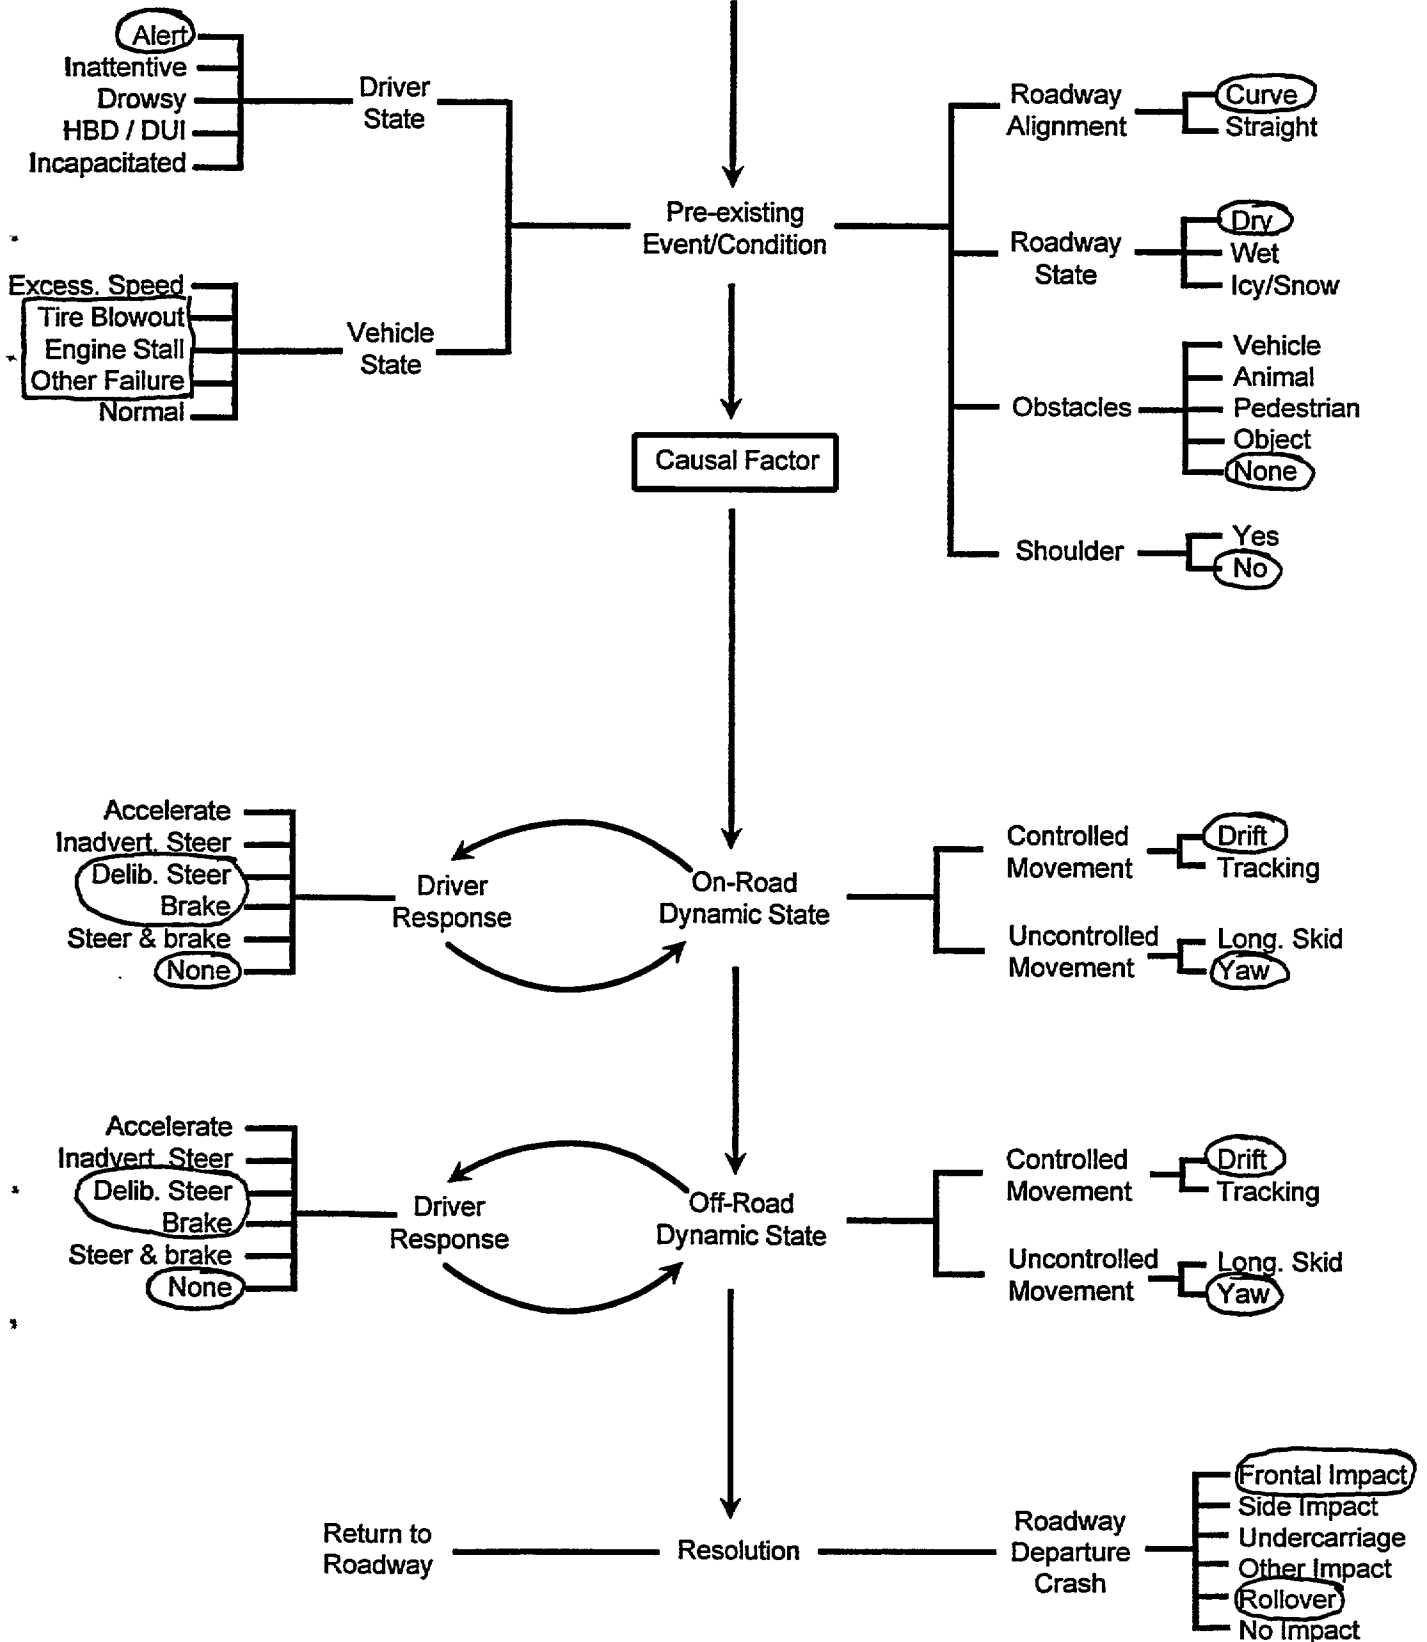 Alert
Inattentive
Drowsy
HBD / DUI
Incapacitated
Driver
State
Excess. Speed
Tire Blowout
Engine Stall
Other Failure
Normal
Vehicle
State
Pre-existing
Event/Condition
Roadway
Alignment
Curve
Straight
Roadway
State
Dry
Wet
Icy/Snow
Obstacles
Vehicle
Animal
Pedestrian
Object
None
Shoulder
Yes
No
Causal Factor
Accelerate
Inadvert. Steer
Delib. Steer
Brake
Steer & brake
None
Driver
Response
On-Road
Dynamic State
Controlled
Movement
Drift
Tracking
Uncontrolled
Movement
Long. Skid
Yaw
Accelerate
Inadvert. Steer
Delib. Steer
Brake
Steer & brake
None
Driver
Response
Off-Road
Dynamic State
Controlled
Movement
Drift
Tracking
Uncontrolled
Movement
Long. Skid
Yaw
Return to
Roadway
Resolution
Roadway
Departure
Crash
Frontal Impact
Side Impact
Undercarriage
Other Impact
Rollover
No Impact